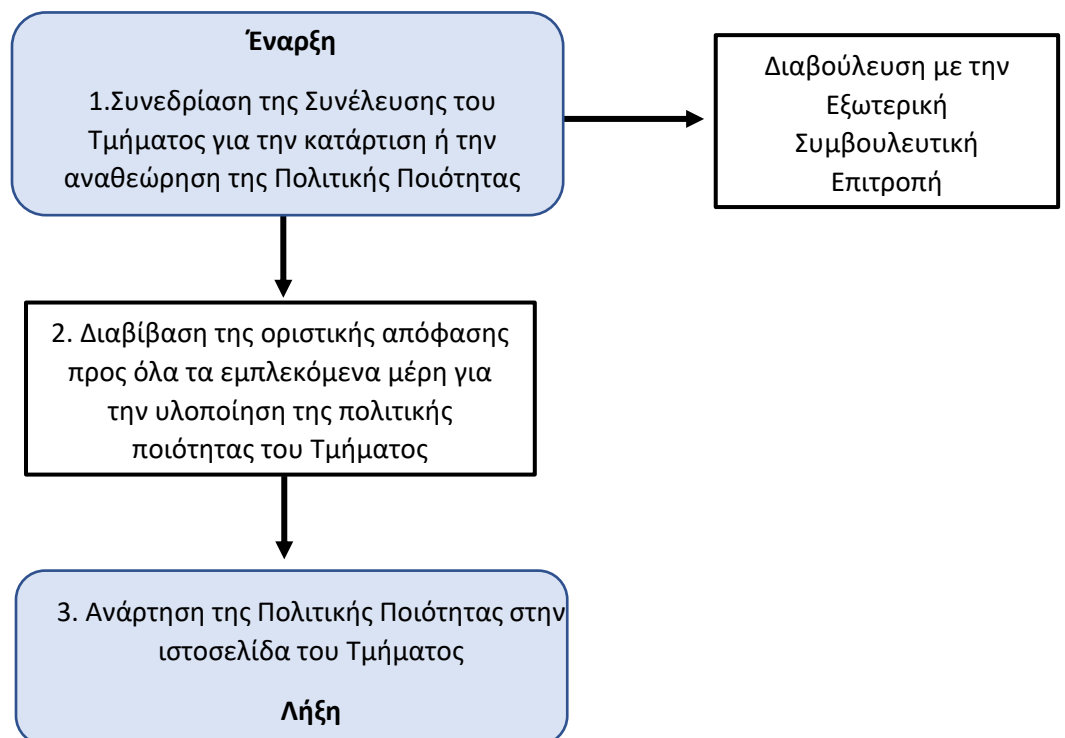 Έναρξη
1.Συνεδρίαση της Συνέλευσης του
Τμήματος για την κατάρτιση ή την
αναθεώρηση της Πολιτικής Ποιότητας
Διαβούλευση με την
Εξωτερική
Συμβουλευτική
Επιτροπή
2. Διαβίβαση της οριστικής απόφασης
προς όλα τα εμπλεκόμενα μέρη για
την υλοποίηση της πολιτικής
ποιότητας του Τμήματος
3. Ανάρτηση της Πολιτικής Ποιότητας στην
ιστοσελίδα του Τμήματος
Λήξη